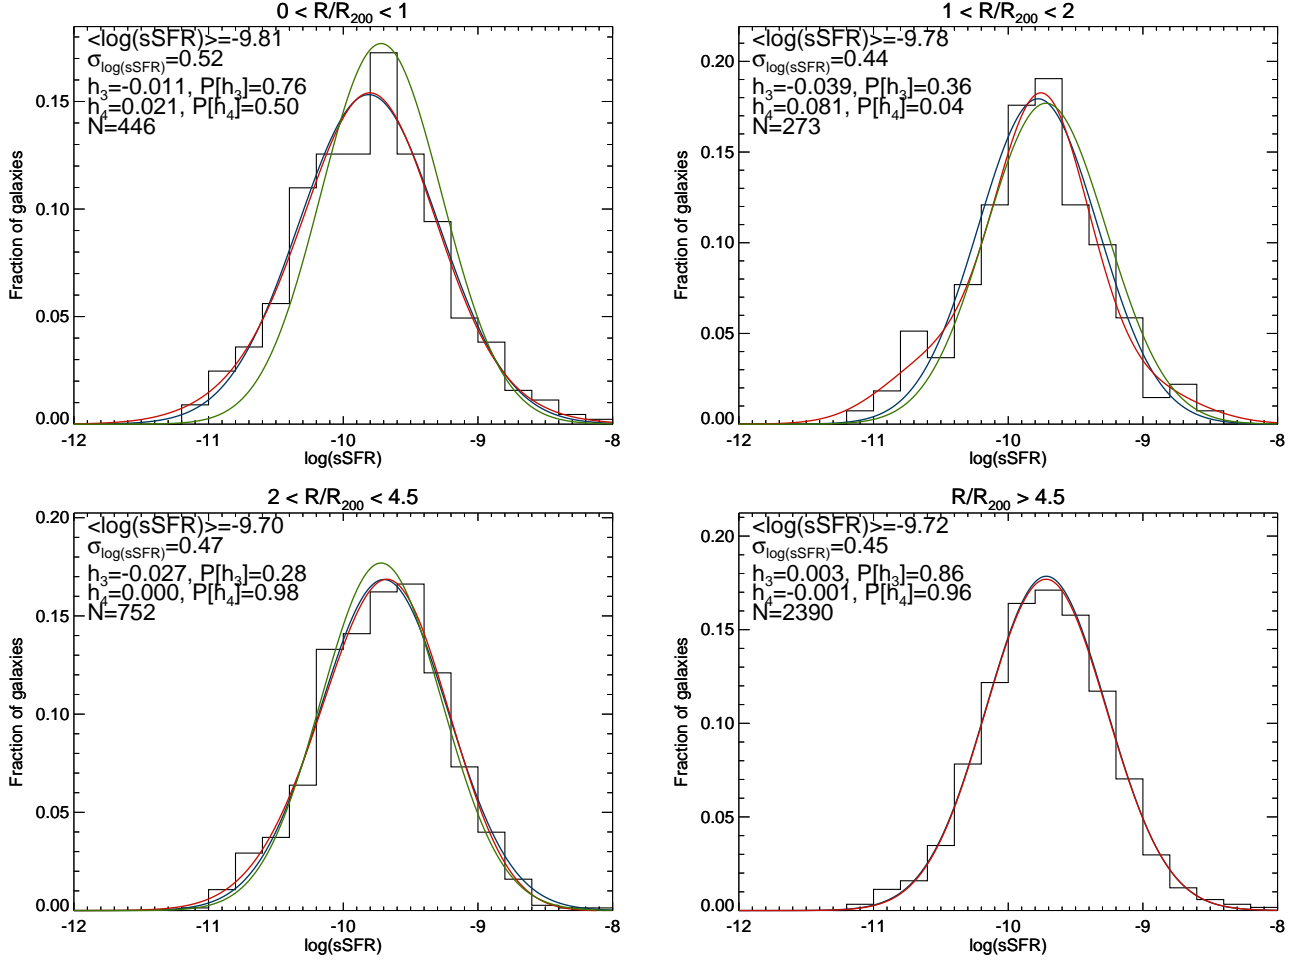 0 < R/R200 < 1
<log(sSFR)>=-9.81
σlog(sSFR)=0.52
h3=-0.011, P[h3]=0.76
h4=0.021, P[h4]=0.50
N=446
0.15
0.10
0.05
0.00
Fraction of galaxies
-12 -11 -10 -9 -8
log(sSFR)
1 < R/R200 < 2
<log(sSFR)>=-9.78
σlog(sSFR)=0.44
h3=-0.039, P[h3]=0.36
h4=0.081, P[h4]=0.04
N=273
0.20
0.15
0.10
0.05
0.00
Fraction of galaxies
-12 -11 -10 -9 -8
log(sSFR)
2 < R/R200 < 4.5
<log(sSFR)>=-9.70
σlog(sSFR)=0.47
h3=-0.027, P[h3]=0.28
h4=0.000, P[h4]=0.98
N=752
0.20
0.15
0.10
0.05
0.00
Fraction of galaxies
-12 -11 -10 -9 -8
log(sSFR)
R/R200 > 4.5
<log(sSFR)>=-9.72
σlog(sSFR)=0.45
h3=0.003, P[h3]=0.86
h4=-0.001, P[h4]=0.96
N=2390
0.20
0.15
0.10
0.05
0.00
Fraction of galaxies
-12 -11 -10 -9 -8
log(sSFR)